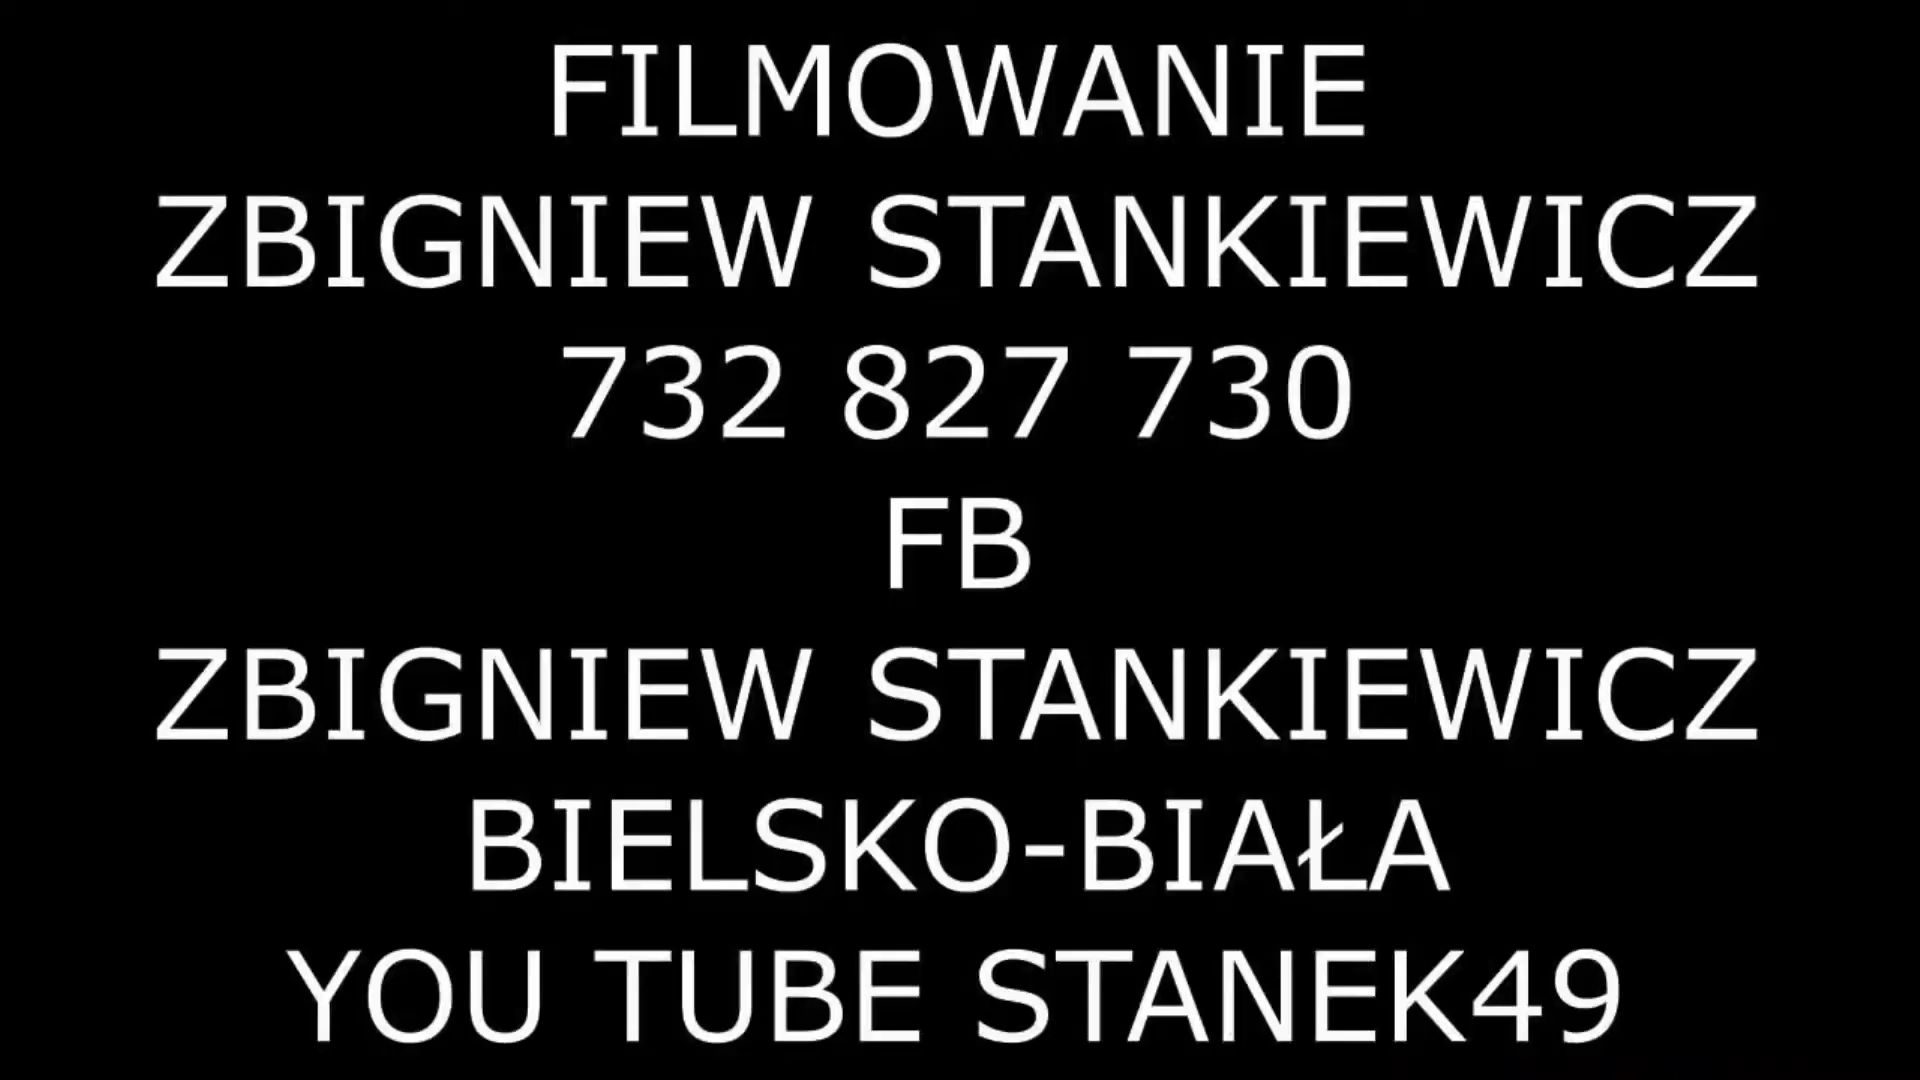 FILMOWANIE
ZBIGNIEW STANKIEWICZ
732 827 730
FB
ZBIGNIEW STANKIEWICZ
BIELSKO-BIAŁA
YOU TUBE STANEK49